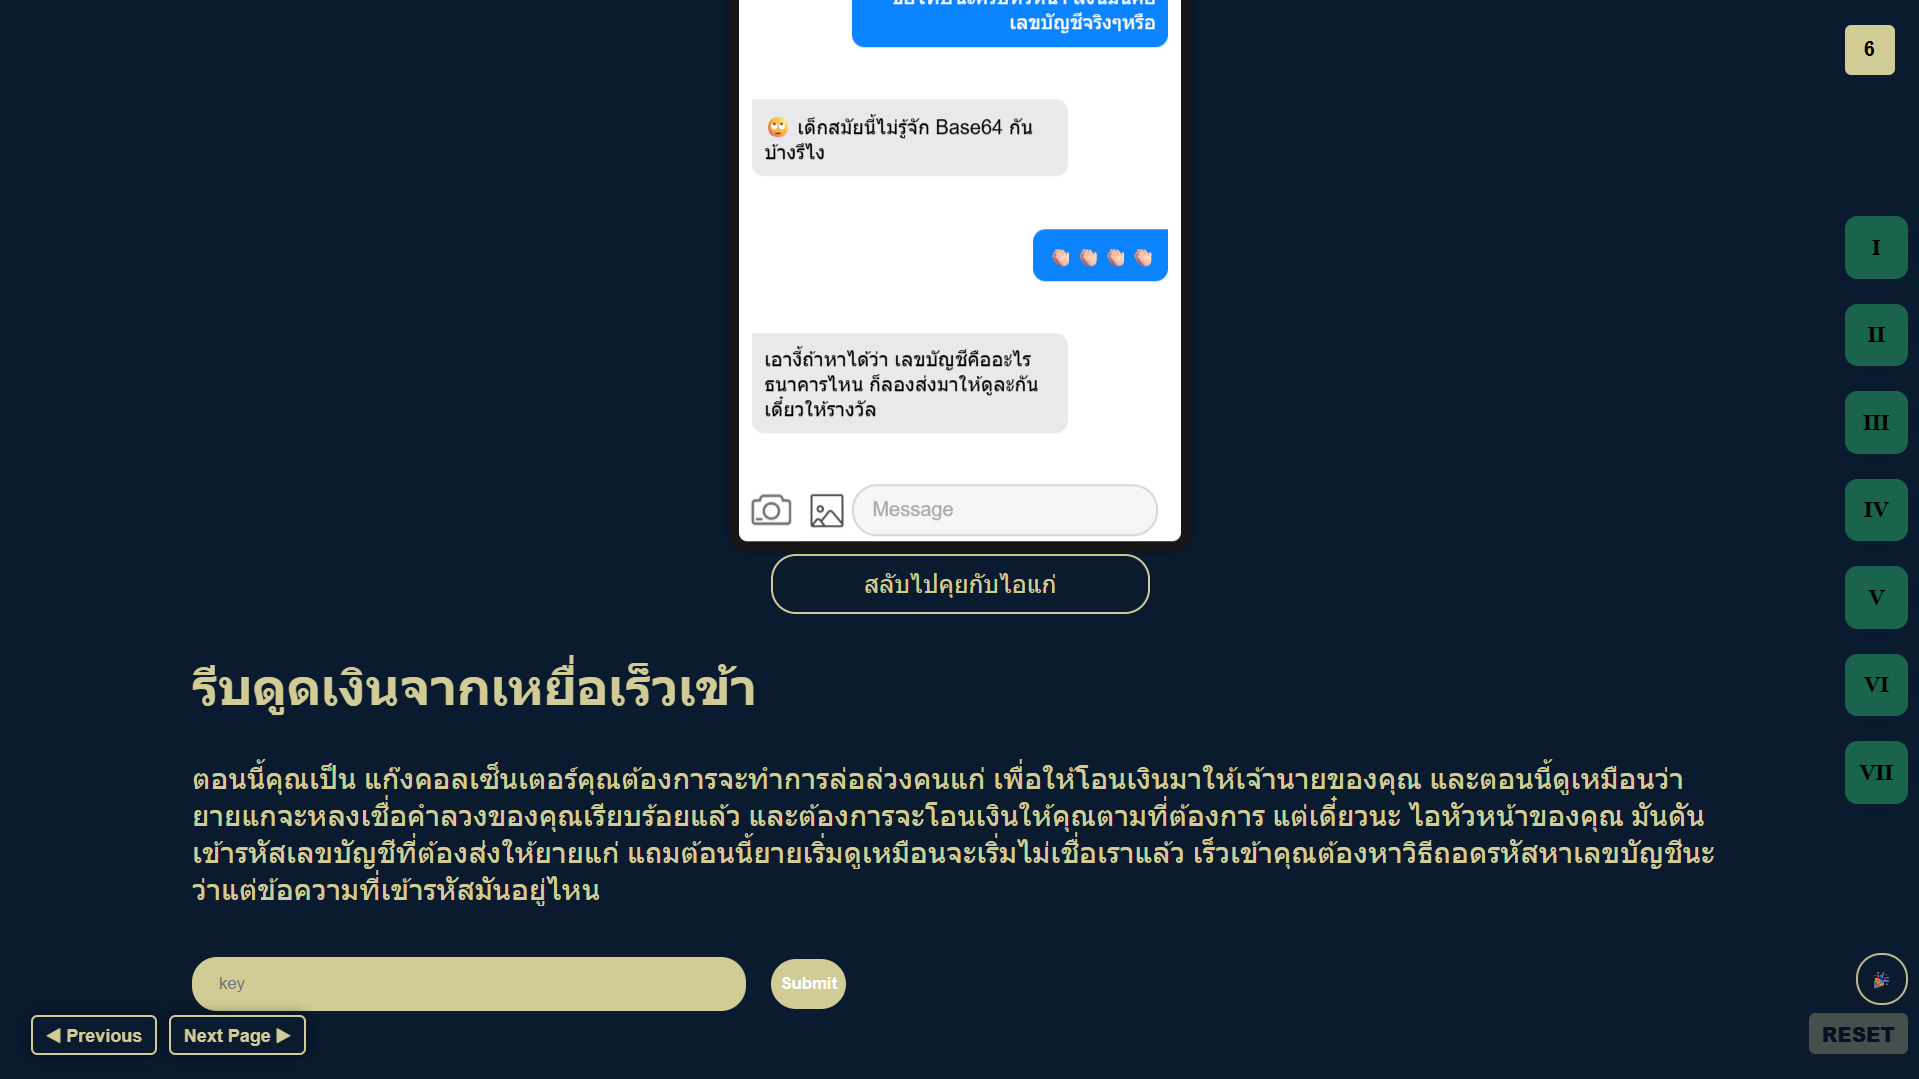 เลขบัญชีจริงๆหรือ
6
🙄 เด็กสมัยนี้ไม่รู้จัก Base64 กัน
บ้างรึไง
👏🏻 👏🏻 👏🏻 👏🏻
เอางี้ถ้าหาได้ว่า เลขบัญชีคืออะไร
ธนาคารไหน ก็ลองส่งมาให้ดูละกัน
เดี๋ยวให้รางวัล
Message
สลับไปคุยกับไอแก่
I
II
III
IV
V
VI
VII
รีบดูดเงินจากเหยื่อเร็วเข้า
ตอนนี้คุณเป็น แก๊งคอลเซ็นเตอร์คุณต้องการจะทำการล่อล่วงคนแก่ เพื่อให้โอนเงินมาให้เจ้านายของคุณ และตอนนี้ดูเหมือนว่า
ยายแกจะหลงเชื่อคำลวงของคุณเรียบร้อยแล้ว และต้องการจะโอนเงินให้คุณตามที่ต้องการ แต่เดี๋ยวนะ ไอหัวหน้าของคุณ มันดัน
เข้ารหัสเลขบัญชีที่ต้องส่งให้ยายแก่ แถมต้อนนี้ยายเริ่มดูเหมือนจะเริ่มไม่เชื่อเราแล้ว เร็วเข้าคุณต้องหาวิธีถอดรหัสหาเลขบัญชีนะ
ว่าแต่ข้อความที่เข้ารหัสมันอยู่ไหน
key
Submit
◀ Previous
Next Page ▶
RESET